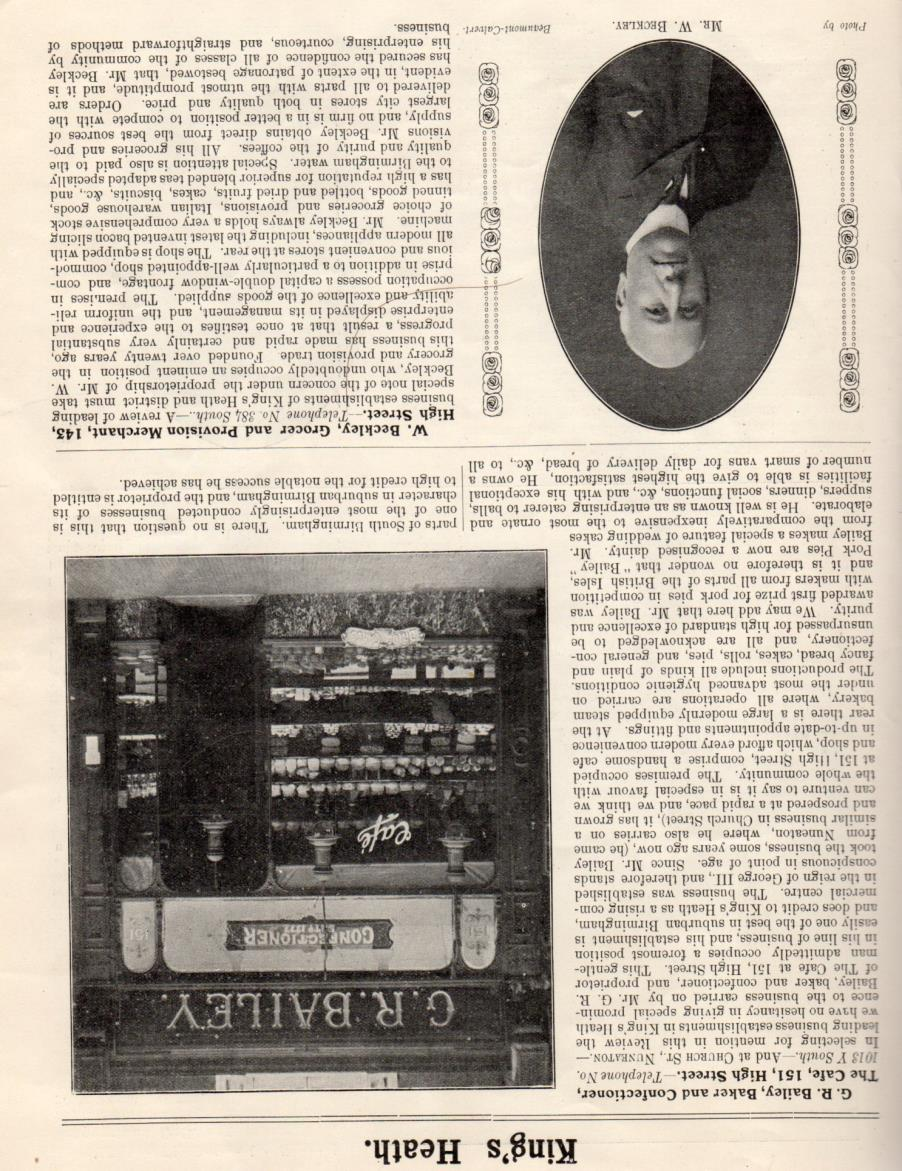 King's Heath.
G. R. Bailey, Baker and Confectioner,
The Cafe, 151, High Street.—Telephone No.
1013 Y South.—And at CHURCH ST., NUNEATON.—
In selecting for mention in this Review the
leading business establishments in King's Heath
we have no hesitancy in giving special promin-
ence to the business carried on by Mr. G. R.
Bailey, baker and confectioner, and proprietor
of The Cafe at 151, High Street. This gentle-
man admittedly occupies a foremost position
in his line of business, and his establishment is
easily one of the best in suburban Birmingham,
and does credit to King's Heath as a rising com-
mercial centre. The business was established
in the reign of George III., and therefore stands
conspicuous in point of age. Since Mr. Bailey
took the business, some years ago now, (he came
from Nuneaton, where he also carries on a
similar business in Church Street), it has grown
and prospered at a rapid pace, and we think we
can venture to say it is in especial favour with
the whole community. The premises occupied
at 151, High Street, comprise a handsome cafe
and shop, which afford every modern convenience
in up-to-date appointments and fittings. At the
rear there is a large modernly equipped steam
bakery, where all operations are carried on
under the most advanced hygienic conditions.
The productions include all kinds of plain and
fancy bread, cakes, rolls, pies, and general con-
fectionery, and all are acknowledged to be
unsurpassed for high standard of excellence and
purity. We may add here that Mr. Bailey was
awarded first prize for pork pies in competition
with makers from all parts of the British Isles,
and it is therefore no wonder that "Bailey"
Pork Pies are now a recognised dainty. Mr.
Bailey makes a special feature of wedding cakes
from the comparatively inexpensive to the most ornate and
elaborate. He is well known as an enterprising caterer to balls,
suppers, dinners, social functions, &c., and with his exceptional
facilities is able to give the highest satisfaction. He owns a
number of smart vans for daily delivery of bread, &c., to all
G.R. BAILEY.
151
CONFECTIONER
151
Café
parts of South Birmingham. There is no question that this is
one of the most enterprisingly conducted businesses of its
character in suburban Birmingham, and the proprietor is entitled
to high credit for the notable success he has achieved.
W. Beckley, Grocer and Provision Merchant, 143,
High Street.—Telephone No. 384 South.—A review of leading
business establishments of King's Heath and district must take
special note of the concern under the proprietorship of Mr. W.
Beckley, who undoubtedly occupies an eminent position in the
grocery and provision trade. Founded over twenty years ago,
this business has made rapid and certainly very substantial
progress, a result that at once testifies to the experience and
enterprise displayed in its management, and the uniform reli-
ability and excellence of the goods supplied. The premises in
occupation possess a capital double-window frontage, and com-
prise in addition to a particularly well-appointed shop, commod-
ious and convenient stores at the rear. The shop is equipped with
all modern appliances, including the latest invented bacon slicing
machine. Mr. Beckley always holds a very comprehensive stock
of choice groceries and provisions, Italian warehouse goods,
tinned goods, bottled and dried fruits, cakes, biscuits, &c., and
has a high reputation for superior blended teas adapted specially
to the Birmingham water. Special attention is also paid to the
quality and purity of the coffees. All his groceries and pro-
visions Mr. Beckley obtains direct from the best sources of
supply, and no firm is in a better position to compete with the
largest city stores in both quality and price. Orders are
delivered to all parts with the utmost promptitude, and it is
evident, in the extent of patronage bestowed, that Mr. Beckley
has secured the confidence of all classes of the community by
his enterprising, courteous, and straightforward methods of
business.
Photo by
MR. W. BECKLEY.
Beaumont-Calvert.